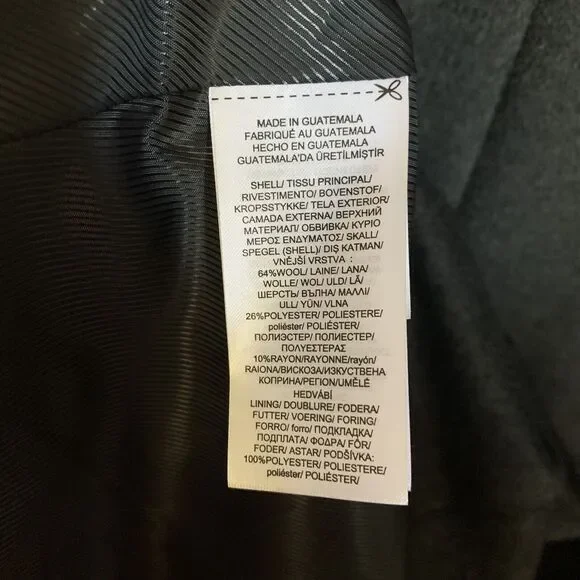 MADE IN GUATEMALA
FABRIQUÉ AU GUATEMALA
HECHO EN GUATEMALA
GUATEMALA'DA ÜRETİLMİŞTİR
SHELL/ TISSU PRINCIPAL/
RIVESTIMENTO/ BOVENSTOF/
KROPSSTYKKE/ TELA EXTERIOR/
CAMADA EXTERNA/ ВЕРХНИЙ
МАТЕРИАЛ/ ОБВИВКА/ ΚΥΡΙΟ
ΜΕΡΟΣ ΕΝΔΥΜΑΤΟΣ/ SKALL/
SPEGEL (SHELL)/ DIŞ KATMAN/
VNĚJŠÍ VRSTVA :
64%WOOL/ LAINE/ LANA/
WOLLE/ WOL/ ULD/ LÃ/
ШЕРСТЬ/ ВЪЛНА/ ΜΑΛΛΙ/
ULL/ YÜN/ VLNA
26%POLYESTER/ POLIESTERE/
poliéster/ POLIÉSTER/
ПОЛИЭСТЕР/ ПОЛИЕСТЕР/
ΠΟΛΥΕΣΤΕΡΑΣ
10%RAYON/RAYONNE/rayón/
RAIONA/ВИСКОЗА/ИЗКУСТВЕНА
КОПРИНА/ΡΕΓΙΟΝ/UMĚLÉ
HEDVÁBÍ
LINING/ DOUBLURE/ FODERA/
FUTTER/ VOERING/ FORING/
FORRO/ forro/ ПОДКЛАДКА/
ПОДПЛАТА/ ΦΟΔΡΑ/ FÔR/
FODER/ ASTAR/ PODŠÍVKA:
100%POLYESTER/ POLIESTERE/
poliéster/ POLIÉSTER/